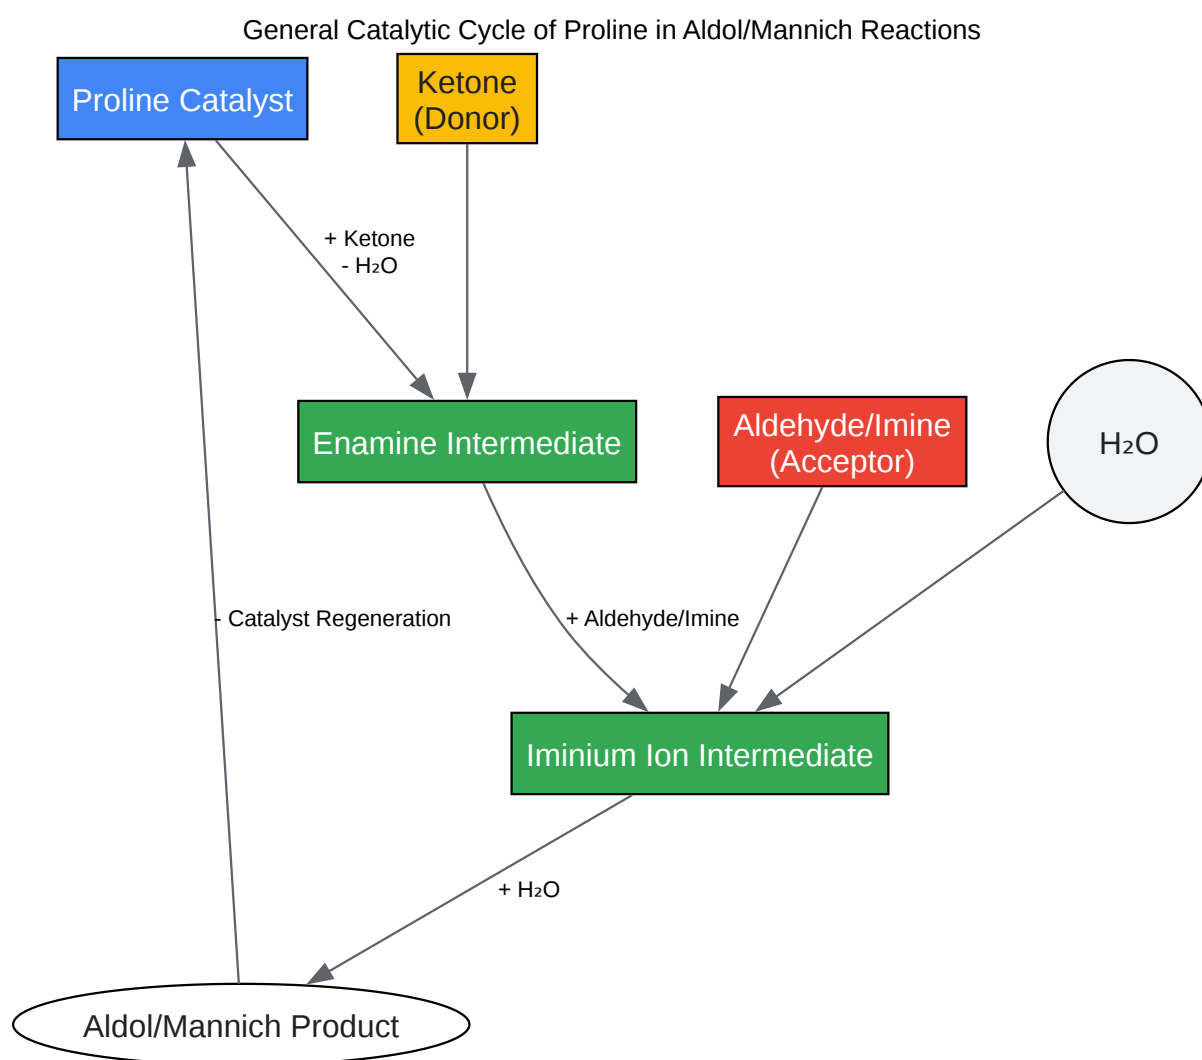 General Catalytic Cycle of Proline in Aldol/Mannich Reactions
Proline Catalyst
Ketone
(Donor)
+ Ketone
- H₂O
Enamine Intermediate
Aldehyde/Imine
(Acceptor)
H₂O
- Catalyst Regeneration
+ Aldehyde/Imine
Iminium Ion Intermediate
+ H₂O
Aldol/Mannich Product